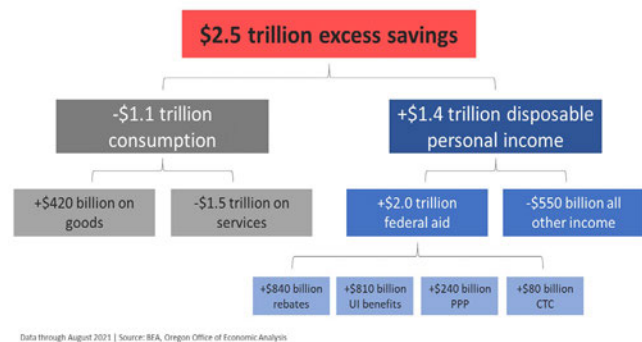 $2.5 trillion excess savings
-$1.1 trillion
consumption
+$1.4 trillion disposable
personal income
+$420 billion on
goods
-$1.5 trillion on
services
+$2.0 trillion
federal aid
-$550 billion all
other income
+$840 billion
rebates
+$810 billion
UI benefits
+$240 billion
PPP
+$80 billion
CTC
Data through August 2021 | Source: BEA, Oregon Office of Economic Analysis